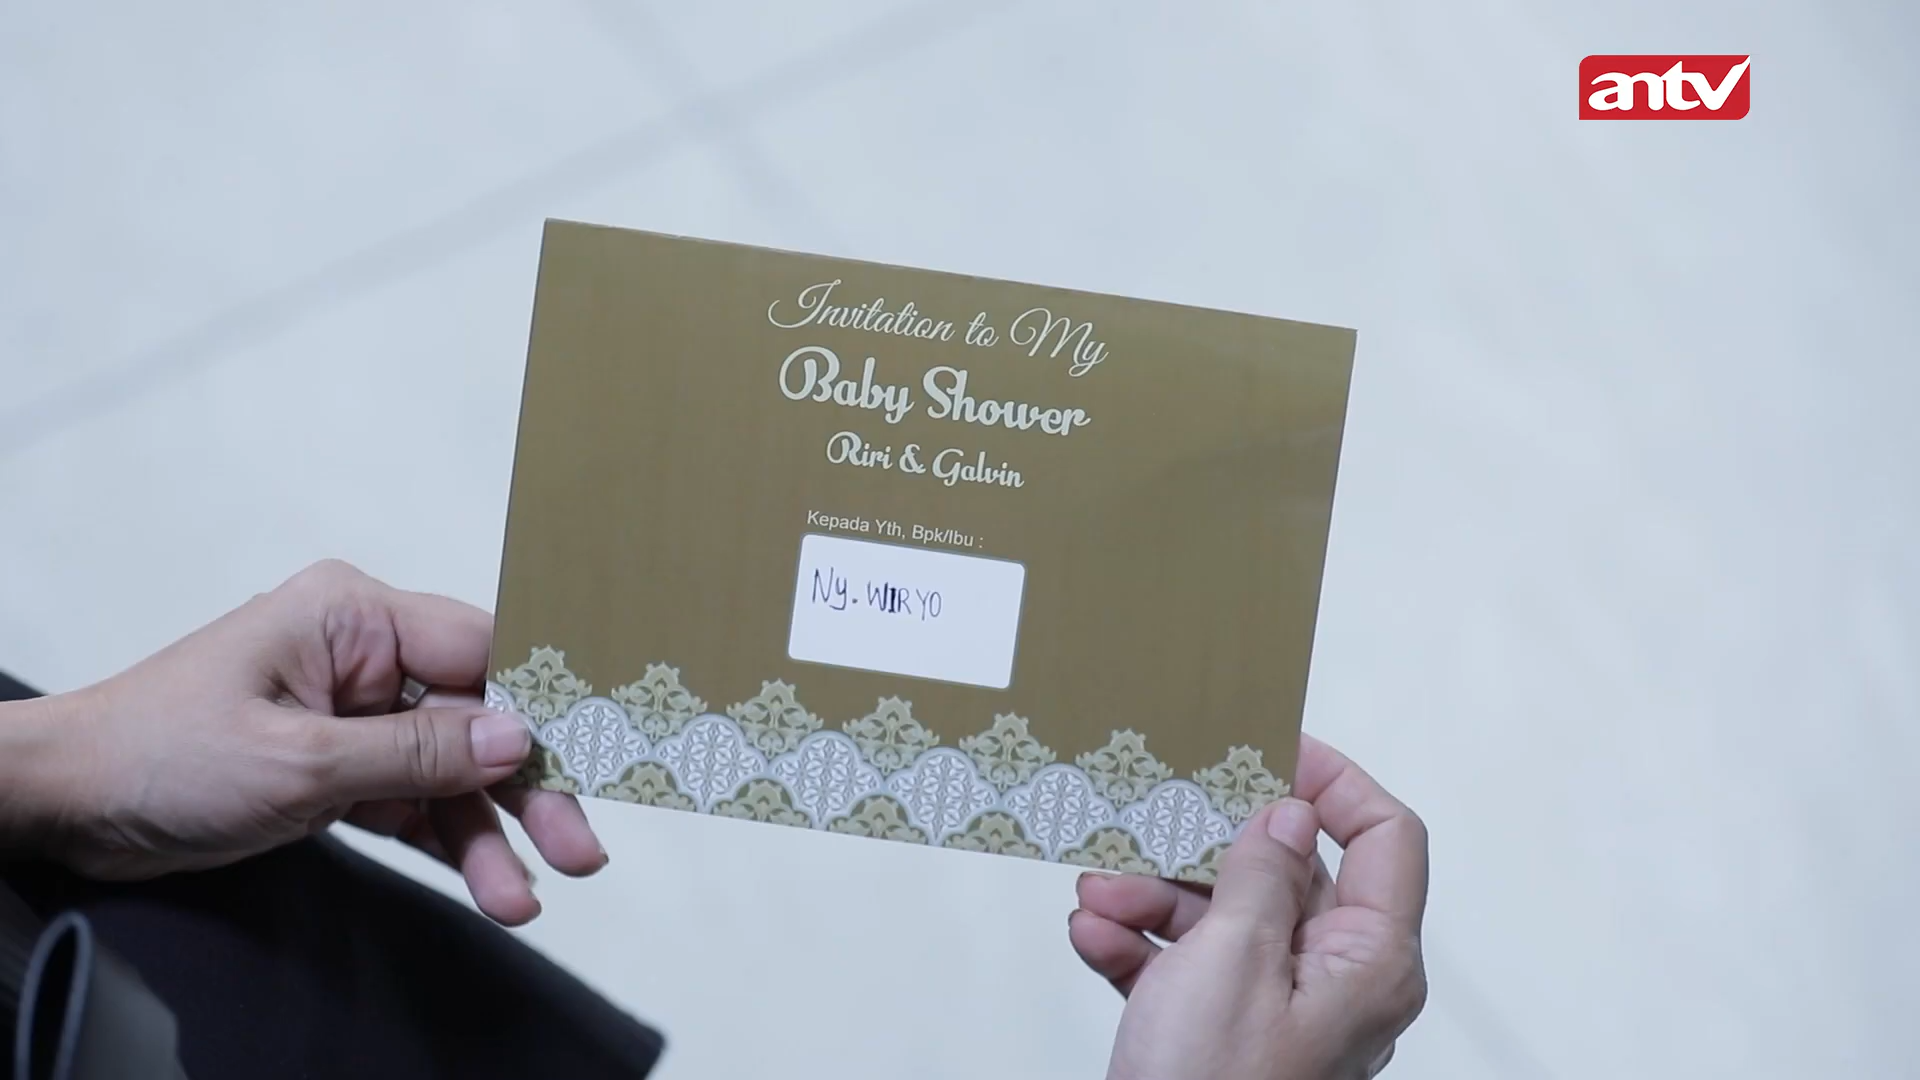 antv
Invitation to My
Baby Shower
Riri & Galvin
Kepada Yth, Bpk/Ibu :
Ny. WIRYO